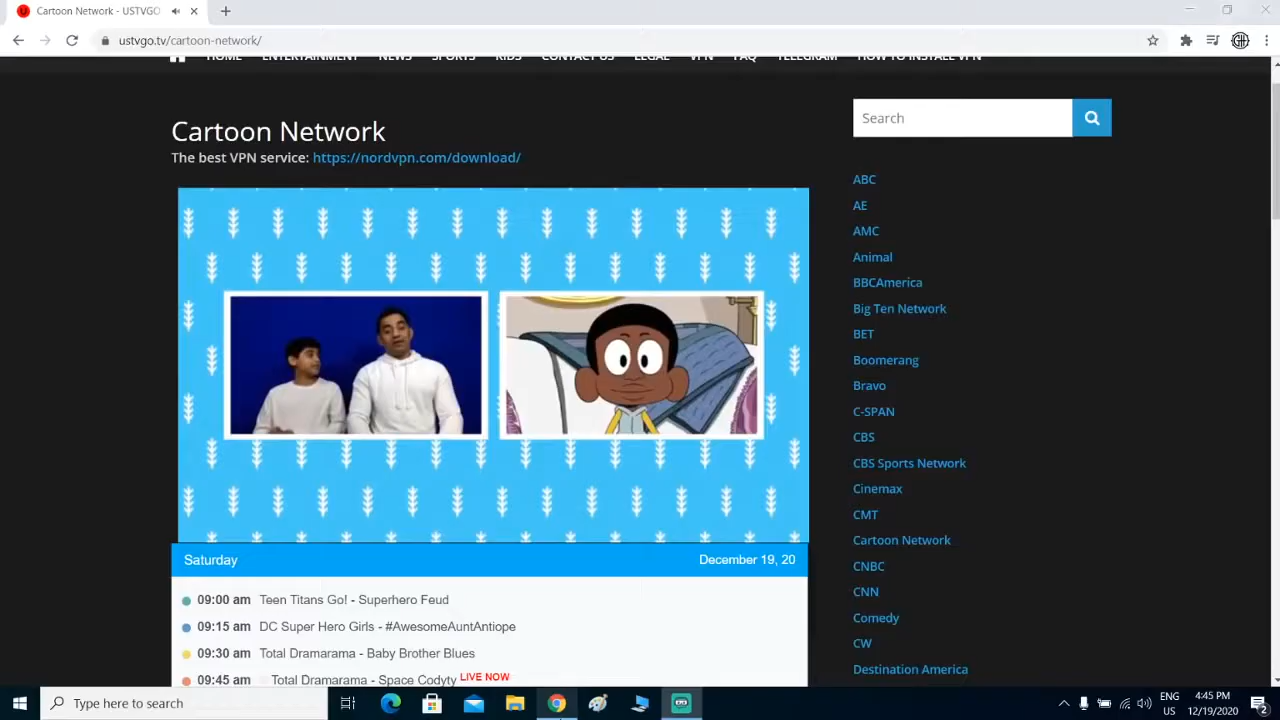 Cartoon Network - USTVGO
ustvgo.tv/cartoon-network/
HOME ENTERTAINMENT NEWS SPORTS KIDS CONTACT US LEGAL VPN FAQ TELEGRAM HOW TO INSTALL VPN
Cartoon Network
The best VPN service: https://nordvpn.com/download/
Saturday December 19, 20
09:00 am Teen Titans Go! - Superhero Feud
09:15 am DC Super Hero Girls - #AwesomeAuntAntiope
09:30 am Total Dramarama - Baby Brother Blues
09:45 am Total Dramarama - Space Codyty LIVE NOW
Search
ABC
AE
AMC
Animal
BBCAmerica
Big Ten Network
BET
Boomerang
Bravo
C-SPAN
CBS
CBS Sports Network
Cinemax
CMT
Cartoon Network
CNBC
CNN
Comedy
CW
Destination America
Type here to search
ENG
US
4:45 PM
12/19/2020
2